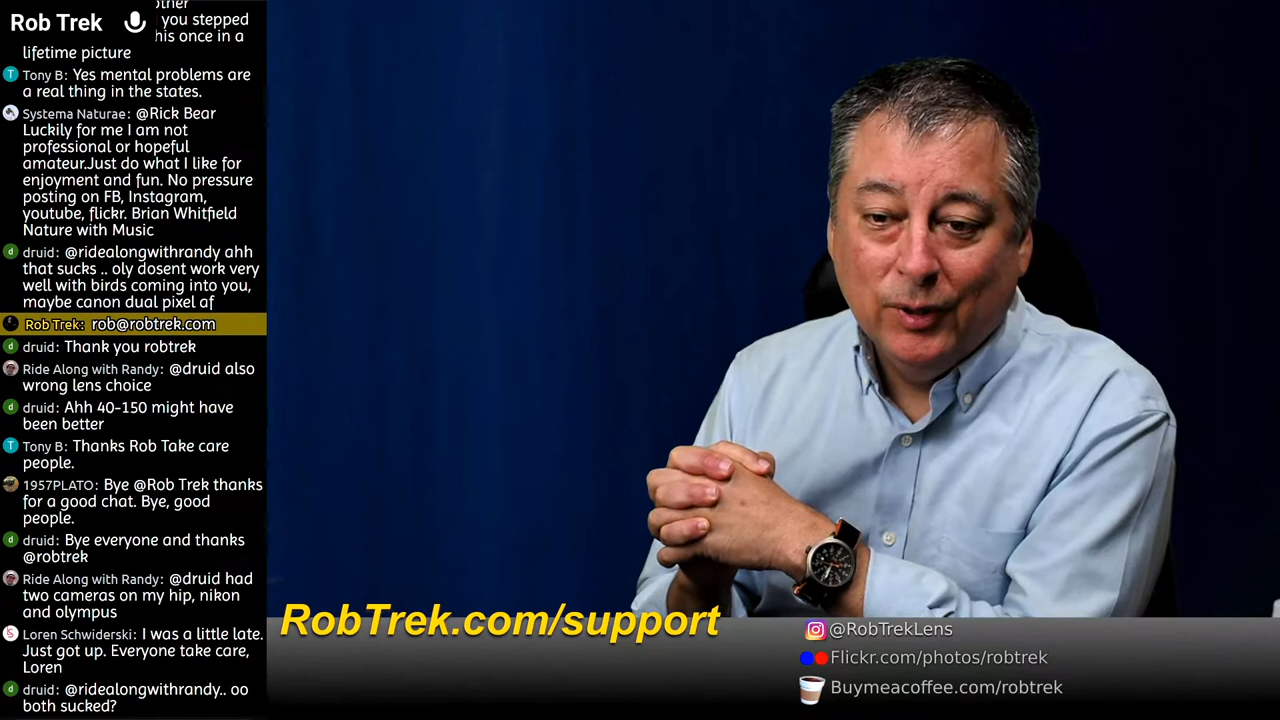 Rob Trek
you stepped
his once in a
lifetime picture
Tony B: Yes mental problems are
a real thing in the states.
Systema Naturae: @Rick Bear
Luckily for me I am not
professional or hopeful
amateur.Just do what I like for
enjoyment and fun. No pressure
posting on FB, Instagram,
youtube, flickr. Brian Whitfield
Nature with Music
druid: @ridealongwithrandy ahh
that sucks .. oly dosent work very
well with birds coming into you,
maybe canon dual pixel af
Rob Trek: rob@robtrek.com
druid: Thank you robtrek
Ride Along with Randy: @druid also
wrong lens choice
druid: Ahh 40-150 might have
been better
Tony B: Thanks Rob Take care
people.
1957PLATO: Bye @Rob Trek thanks
for a good chat. Bye, good
people.
druid: Bye everyone and thanks
@robtrek
Ride Along with Randy: @druid had
two cameras on my hip, nikon
and olympus
Loren Schwiderski: I was a little late.
Just got up. Everyone take care,
Loren
druid: @ridealongwithrandy.. oo
both sucked?
RobTrek.com/support
@RobTrekLens
Flickr.com/photos/robtrek
Buymeacoffee.com/robtrek